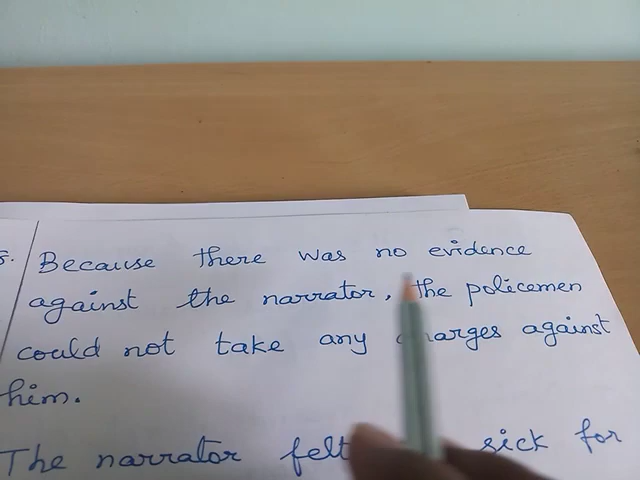 Because there was no evidence
against the narrator, the policemen
could not take any charges against
him.
The narrator felt sick for